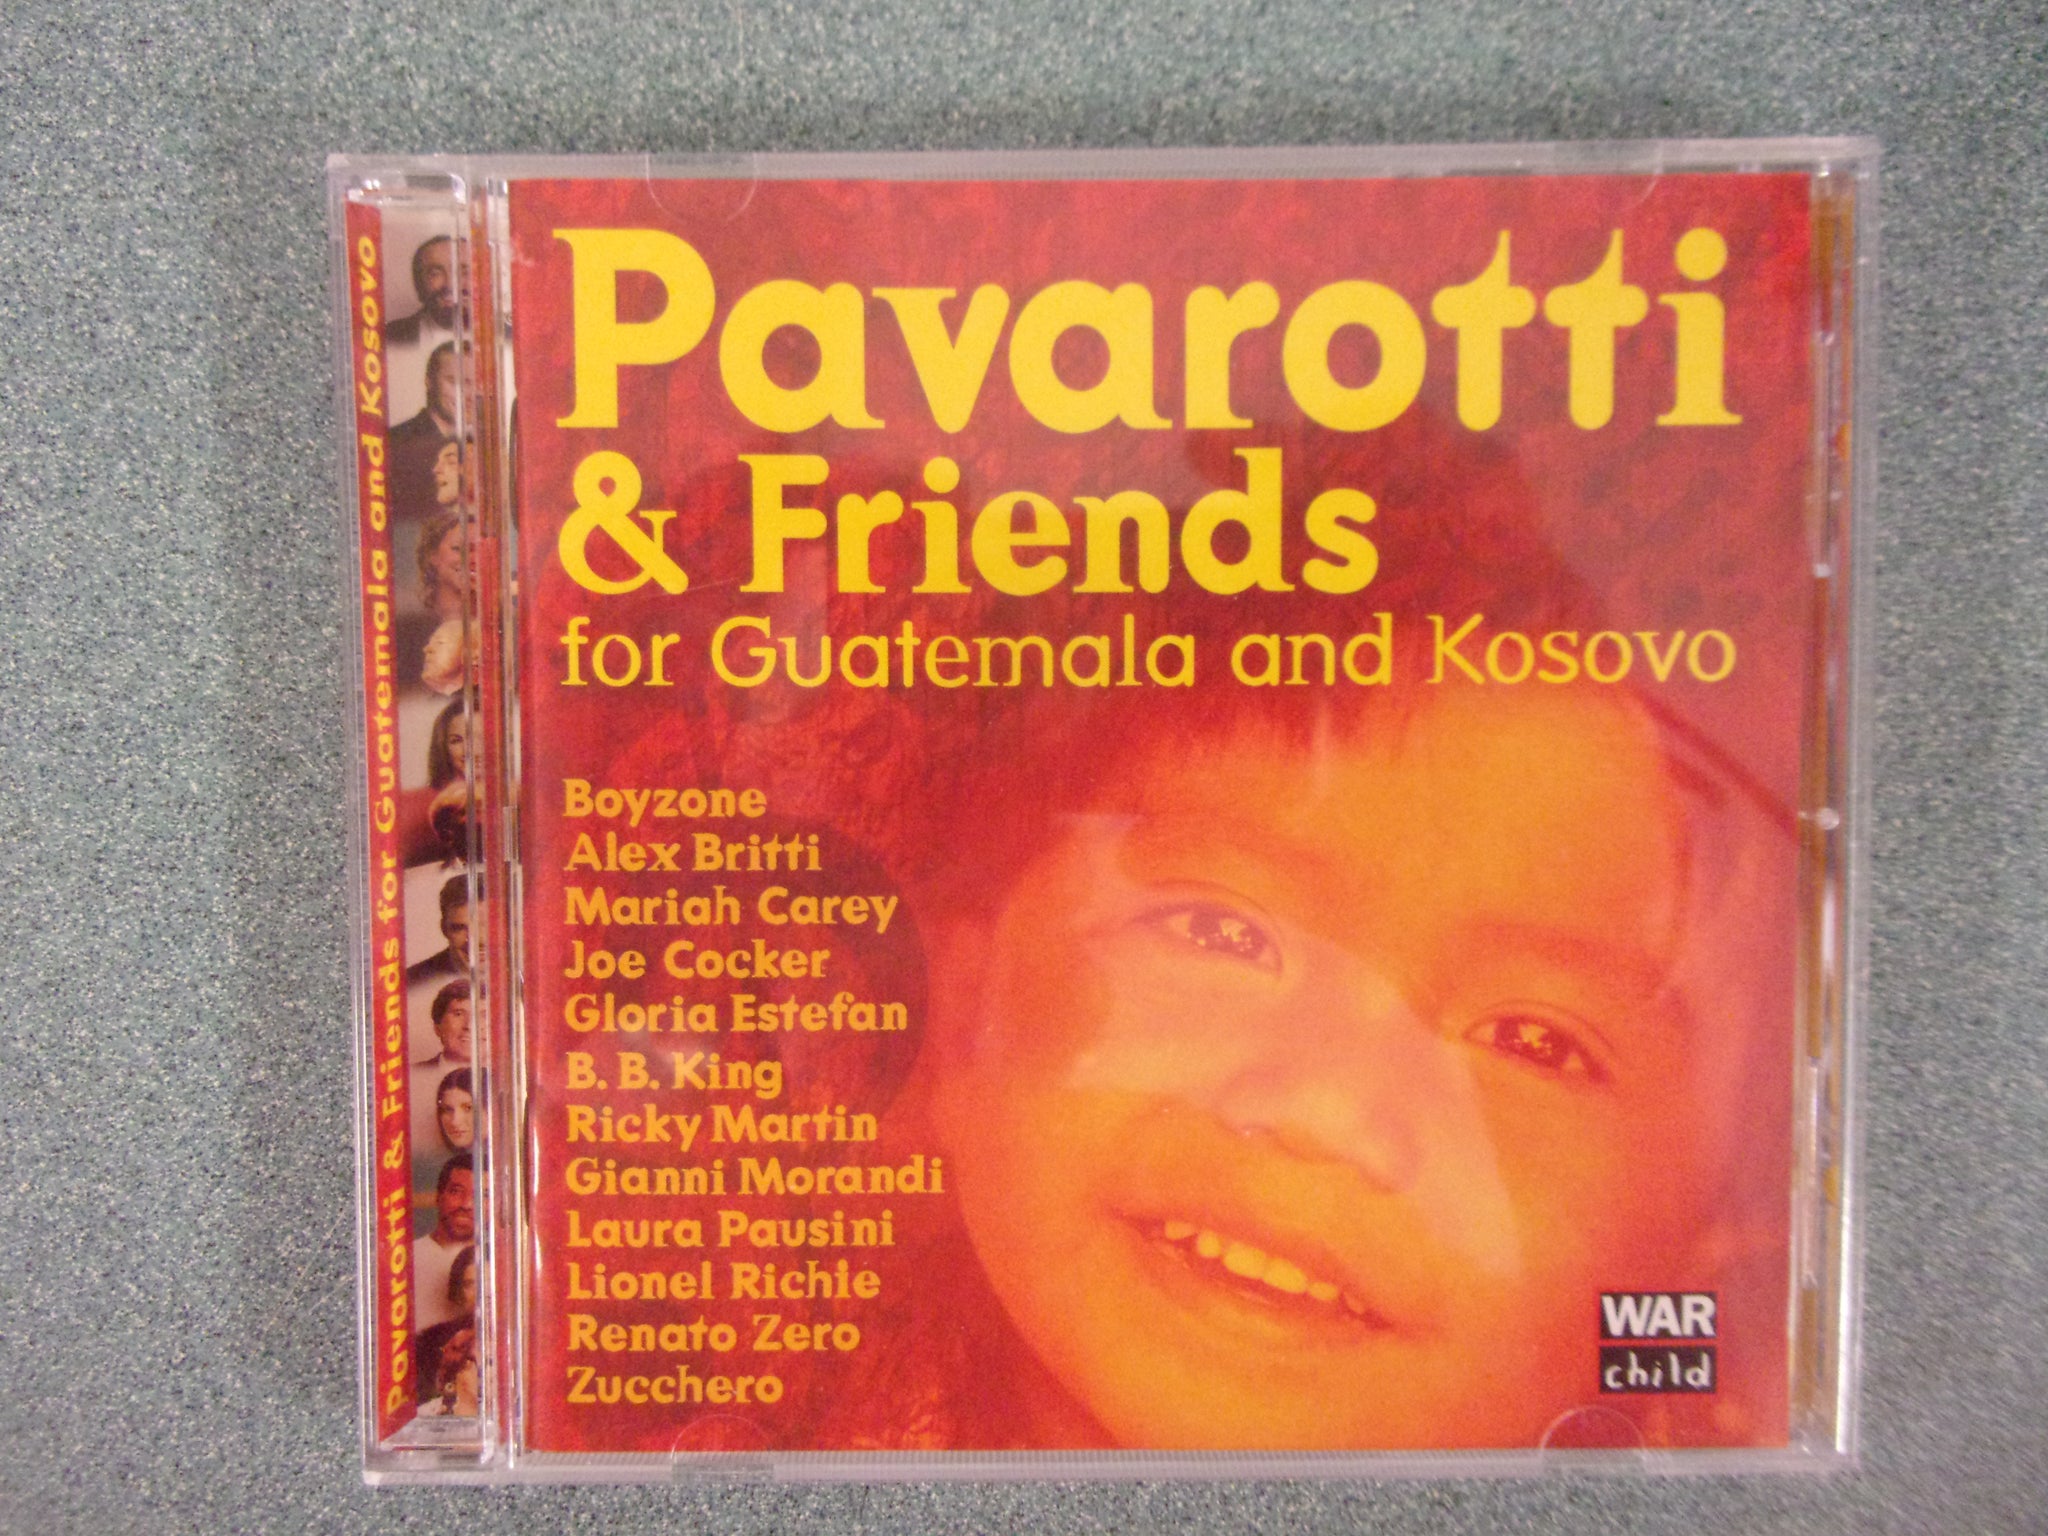 Pavarotti & Friends for Guatemala and Kosovo
Pavarotti
& Friends
for Guatemala and Kosovo
Boyzone
Alex Britti
Mariah Carey
Joe Cocker
Gloria Estefan
B.B. King
Ricky Martin
Gianni Morandi
Laura Pausini
Lionel Richie
Renato Zero
Zucchero
WAR
child